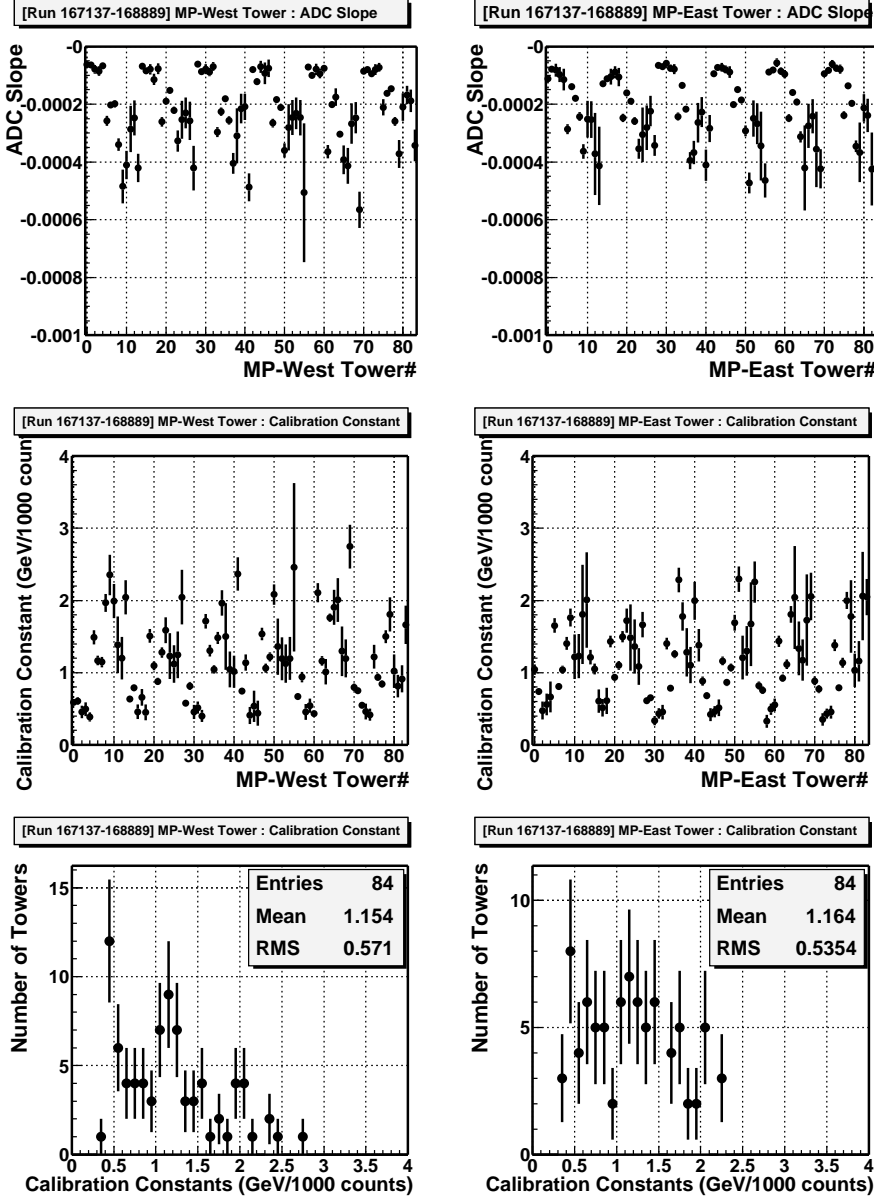 [Run 167137-168889] MP-West Tower : ADC Slope
ADC Slope
-0
-0.0002
-0.0004
-0.0006
-0.0008
-0.001
0 10 20 30 40 50 60 70 80
MP-West Tower#
[Run 167137-168889] MP-East Tower : ADC Slope
ADC Slope
-0
-0.0002
-0.0004
-0.0006
-0.0008
-0.001
0 10 20 30 40 50 60 70 80
MP-East Tower#
[Run 167137-168889] MP-West Tower : Calibration Constant
Calibration Constant (GeV/1000 coun
4
3
2
1
0
0 10 20 30 40 50 60 70 80
MP-West Tower#
[Run 167137-168889] MP-East Tower : Calibration Constant
Calibration Constant (GeV/1000 coun
4
3
2
1
0
0 10 20 30 40 50 60 70 80
MP-East Tower#
[Run 167137-168889] MP-West Tower : Calibration Constant
Number of Towers
15
10
5
0
Entries 84
Mean 1.154
RMS 0.571
0 0.5 1 1.5 2 2.5 3 3.5 4
Calibration Constants (GeV/1000 counts)
[Run 167137-168889] MP-East Tower : Calibration Constant
Number of Towers
10
5
0
Entries 84
Mean 1.164
RMS 0.5354
0 0.5 1 1.5 2 2.5 3 3.5 4
Calibration Constants (GeV/1000 counts)